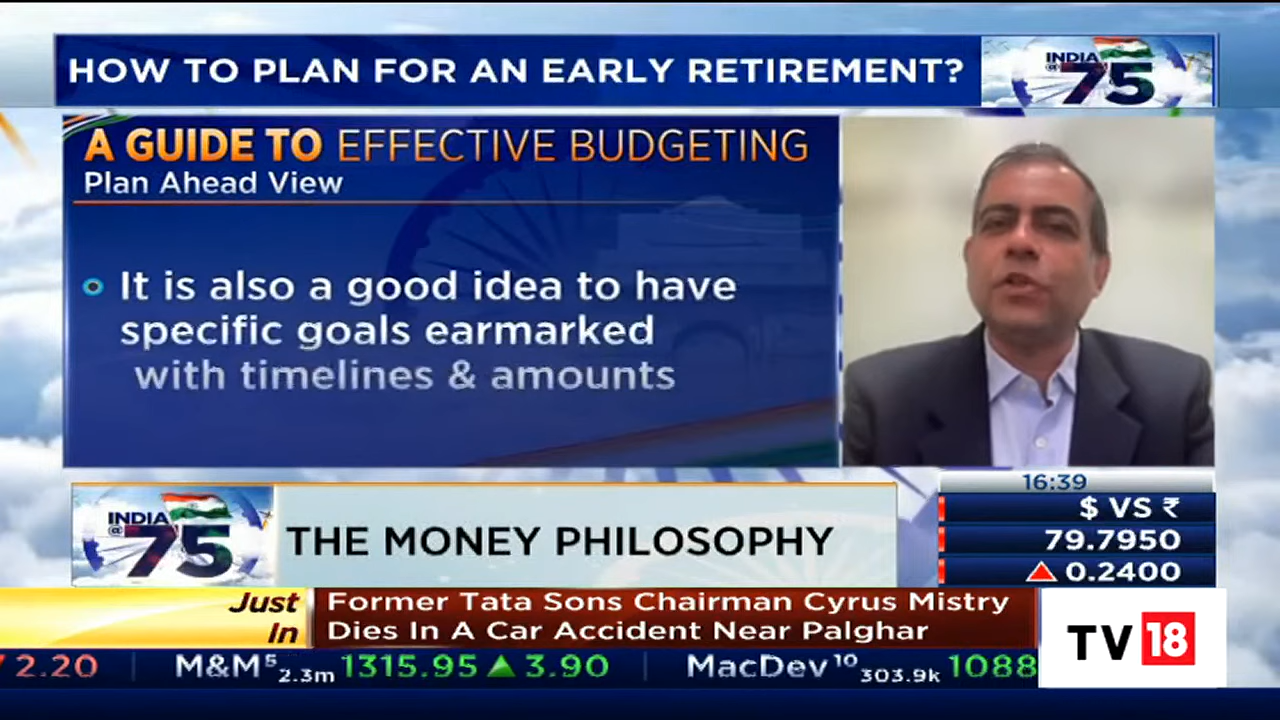 HOW TO PLAN FOR AN EARLY RETIREMENT?
INDIA
@
75
A GUIDE TO EFFECTIVE BUDGETING
Plan Ahead View
It is also a good idea to have
specific goals earmarked
with timelines & amounts
INDIA
@
75
THE MONEY PHILOSOPHY
16:39
$ VS ₹
79.7950
▲ 0.2400
Just
In
Former Tata Sons Chairman Cyrus Mistry
Dies In A Car Accident Near Palghar
TV18
2.20 M&M⁵ 2.3m 1315.95 ▲ 3.90 MacDev¹⁰ 303.9k 1088